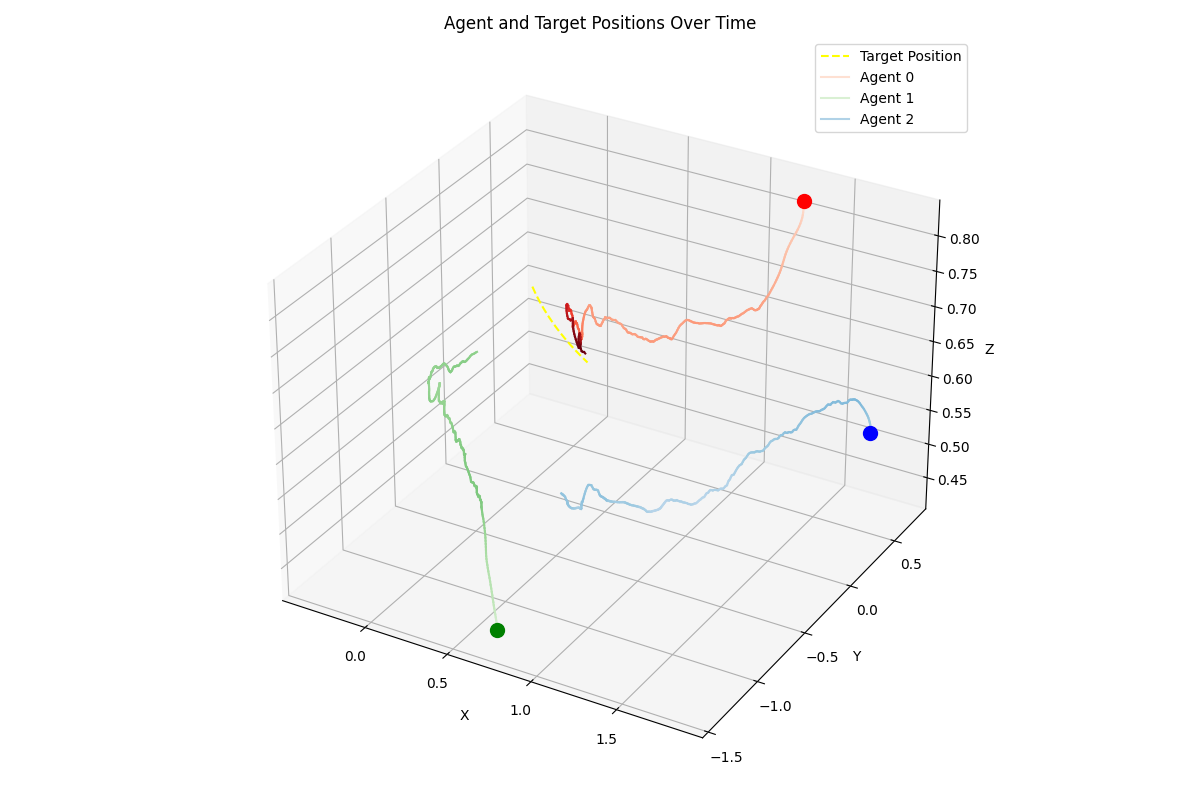 Agent and Target Positions Over Time
Target Position
Agent 0
Agent 1
Agent 2
0.80
0.75
0.70
0.65
0.60
0.55
0.50
0.45
Z
0.5
0.0
−0.5
−1.0
−1.5
Y
0.0
0.5
1.0
1.5
X